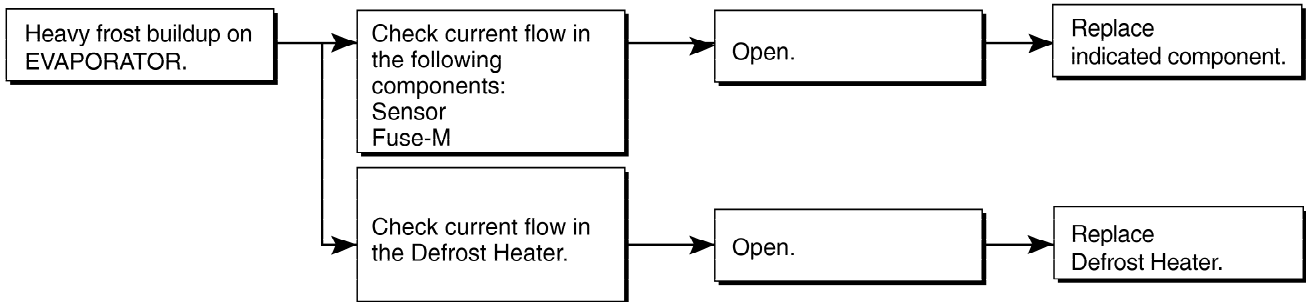 Heavy frost buildup on
EVAPORATOR.
Check current flow in
the following
components:
Sensor
Fuse-M
Open.
Replace
indicated component.
Check current flow in
the Defrost Heater.
Open.
Replace
Defrost Heater.